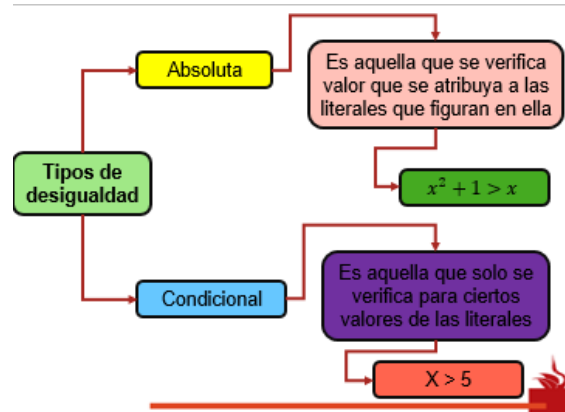 Absoluta
Es aquella que se verifica
valor que se atribuya a las
literales que figuran en ella
x² + 1 > x
Tipos de
desigualdad
Condicional
Es aquella que solo se
verifica para ciertos
valores de las literales
X > 5